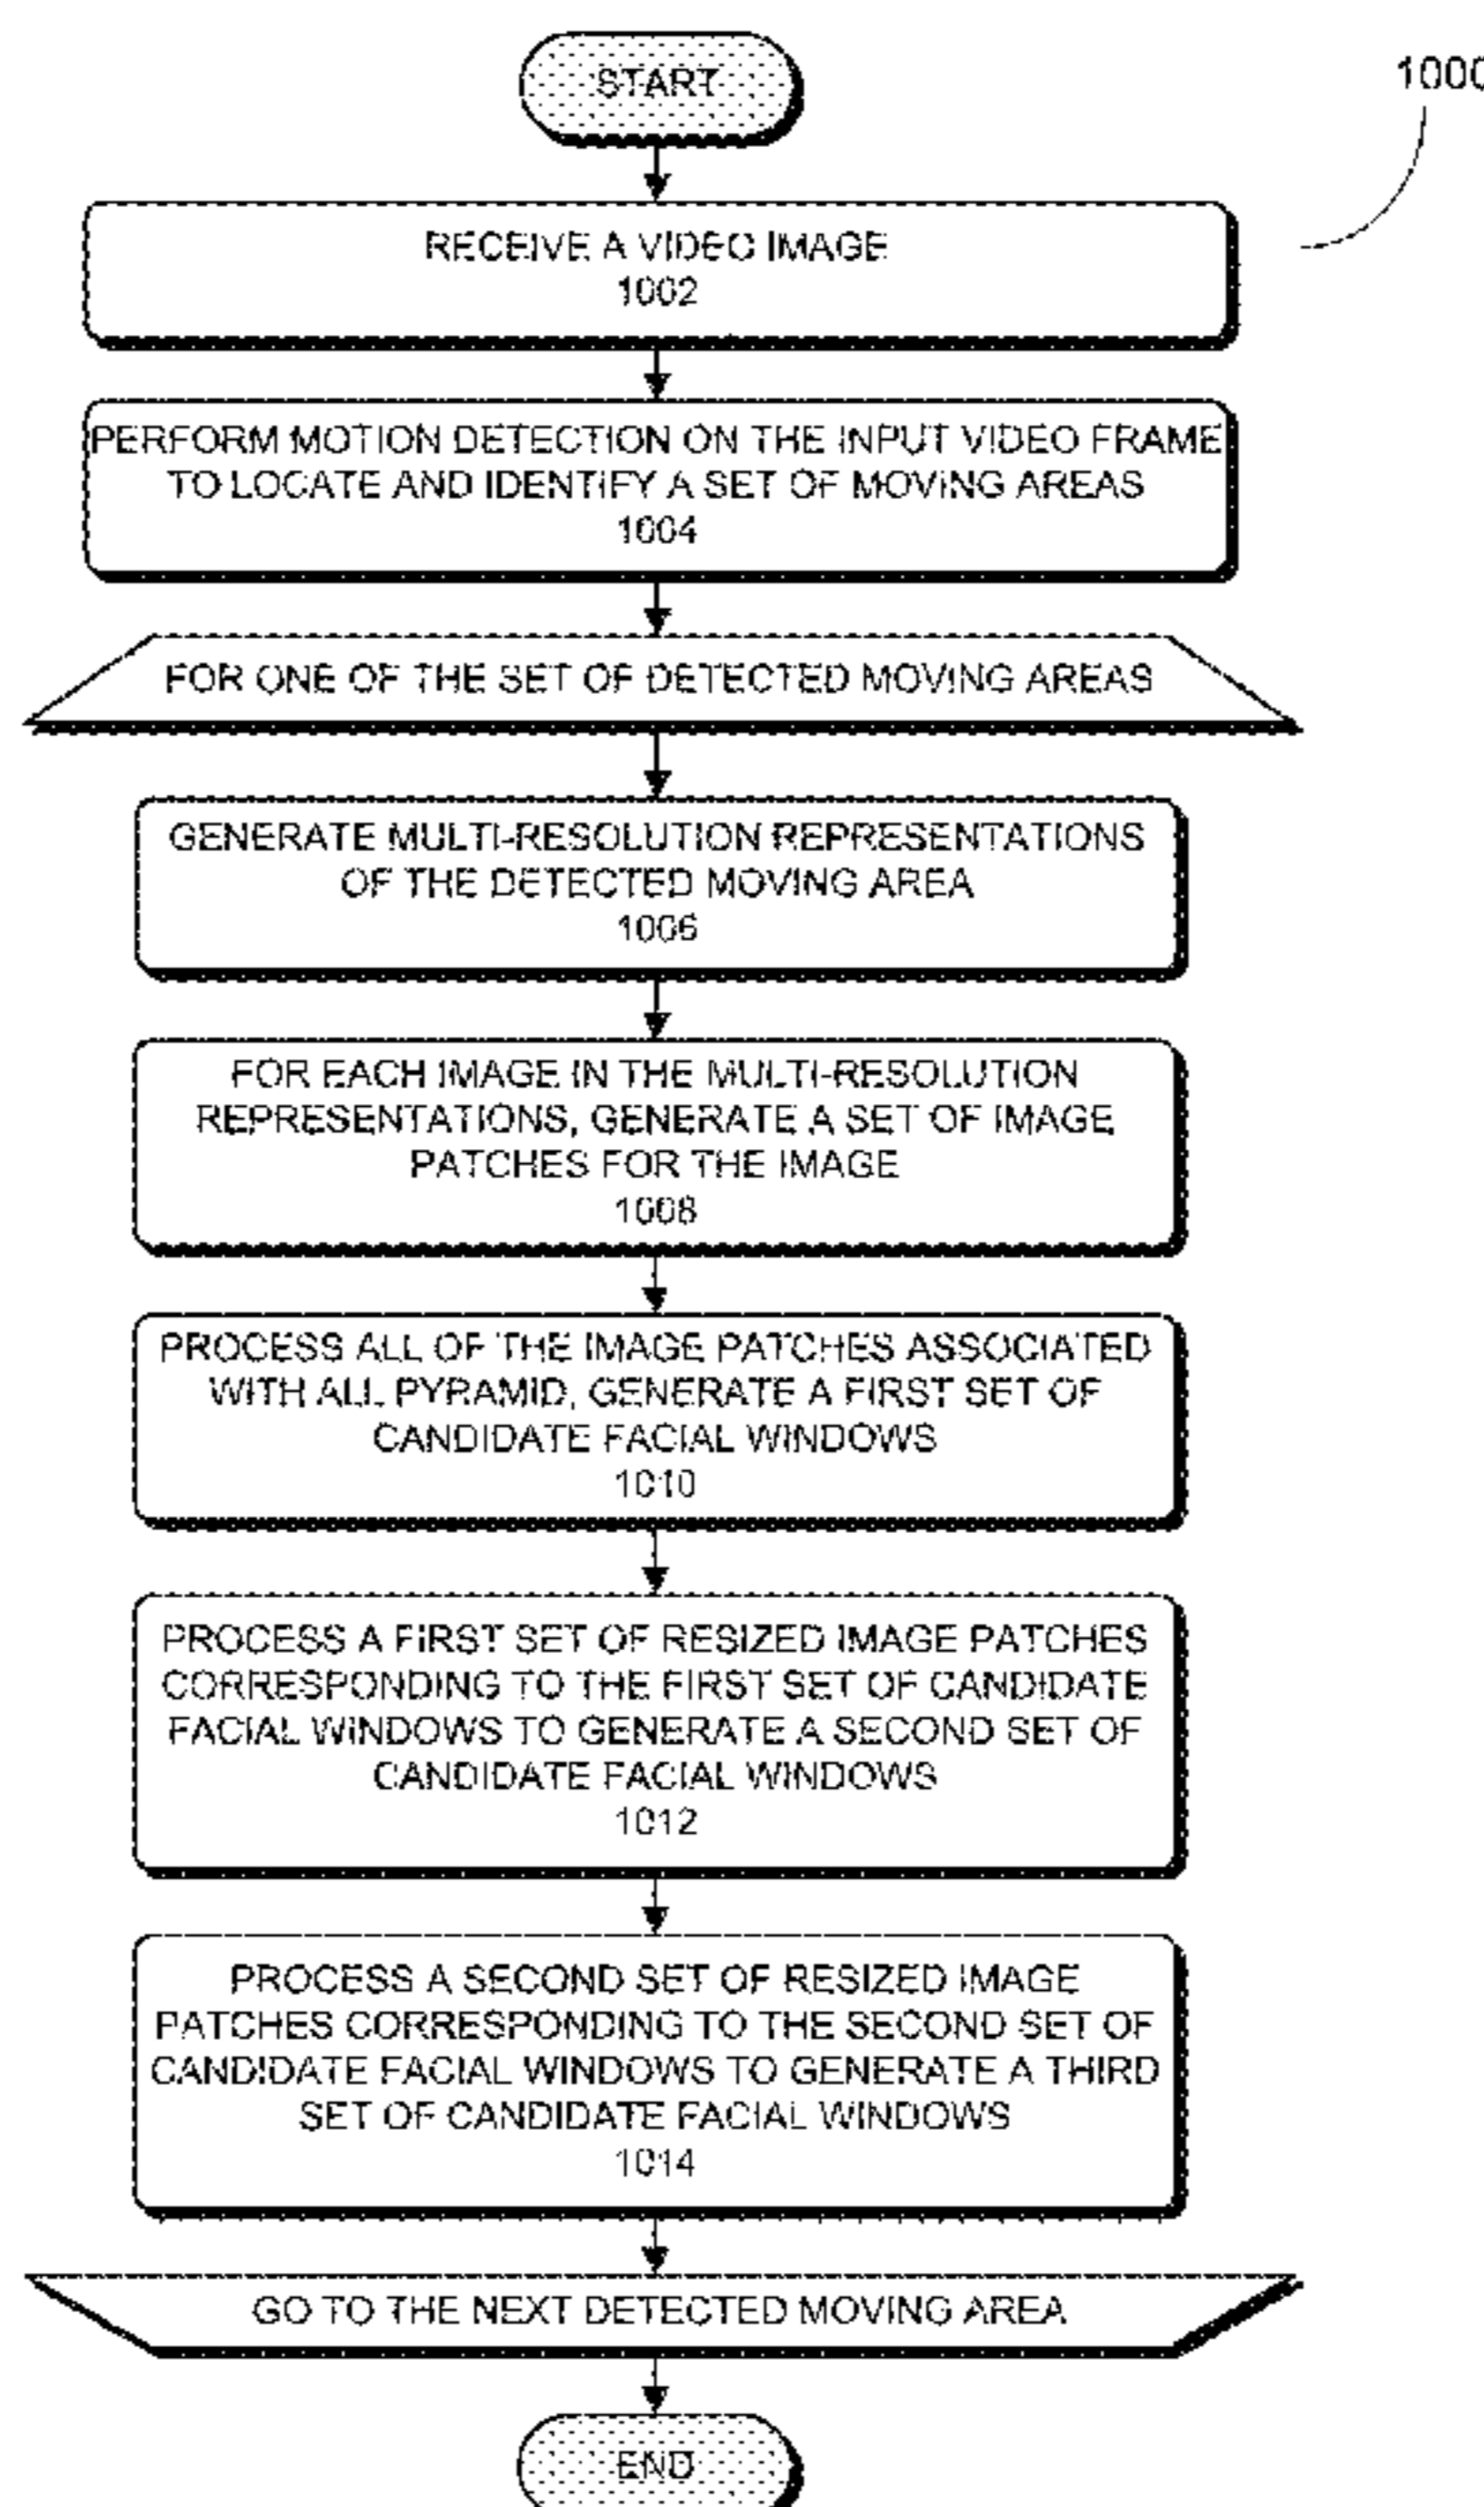 START
1000
RECEIVE A VIDEO IMAGE
1002
PERFORM MOTION DETECTION ON THE INPUT VIDEO FRAME
TO LOCATE AND IDENTIFY A SET OF MOVING AREAS
1004
FOR ONE OF THE SET OF DETECTED MOVING AREAS
GENERATE MULTI-RESOLUTION REPRESENTATIONS
OF THE DETECTED MOVING AREA
1006
FOR EACH IMAGE IN THE MULTI-RESOLUTION
REPRESENTATIONS, GENERATE A SET OF IMAGE
PATCHES FOR THE IMAGE
1008
PROCESS ALL OF THE IMAGE PATCHES ASSOCIATED
WITH ALL PYRAMID, GENERATE A FIRST SET OF
CANDIDATE FACIAL WINDOWS
1010
PROCESS A FIRST SET OF RESIZED IMAGE PATCHES
CORRESPONDING TO THE FIRST SET OF CANDIDATE
FACIAL WINDOWS TO GENERATE A SECOND SET OF
CANDIDATE FACIAL WINDOWS
1012
PROCESS A SECOND SET OF RESIZED IMAGE
PATCHES CORRESPONDING TO THE SECOND SET OF
CANDIDATE FACIAL WINDOWS TO GENERATE A THIRD
SET OF CANDIDATE FACIAL WINDOWS
1014
GO TO THE NEXT DETECTED MOVING AREA
END